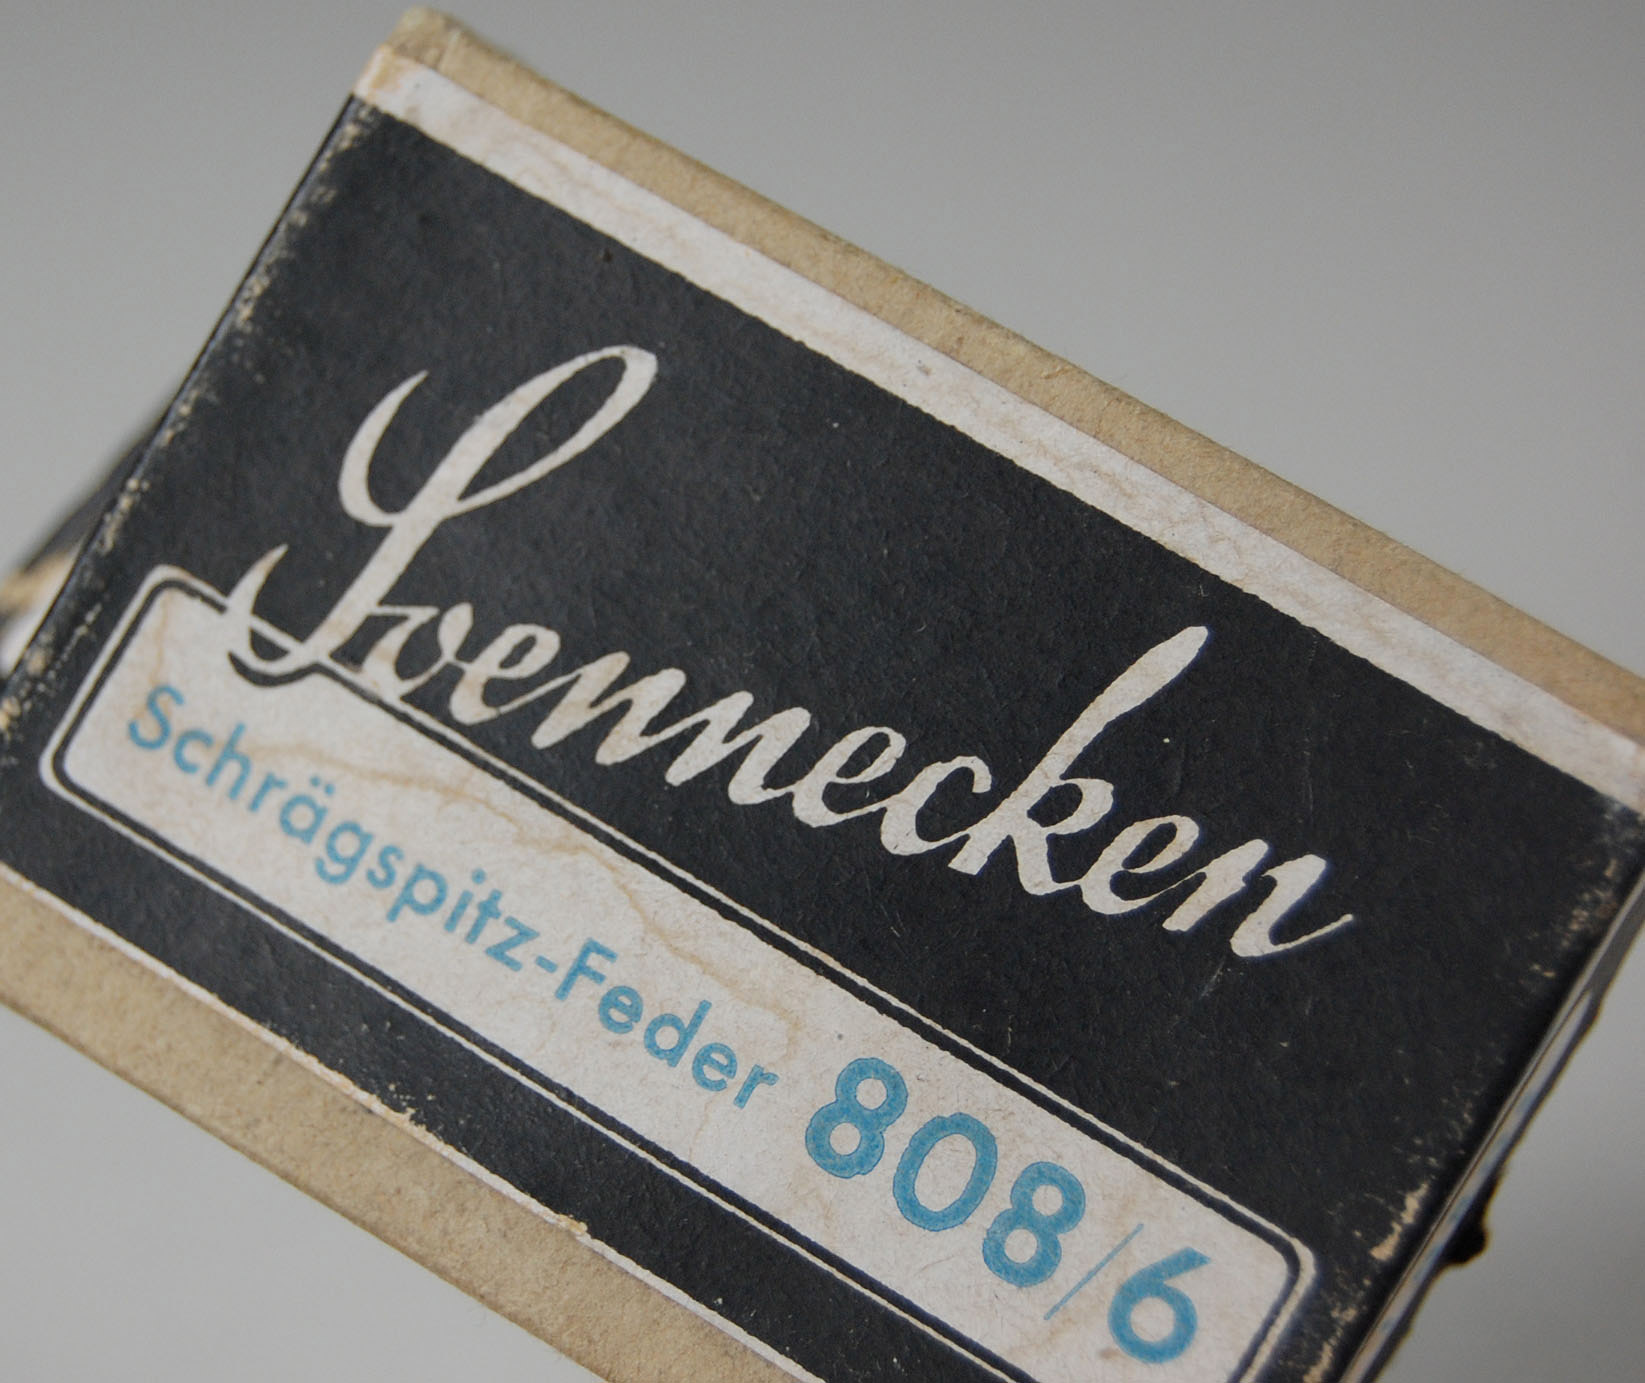 Soennecken
Schrägspitz-Feder 808/6